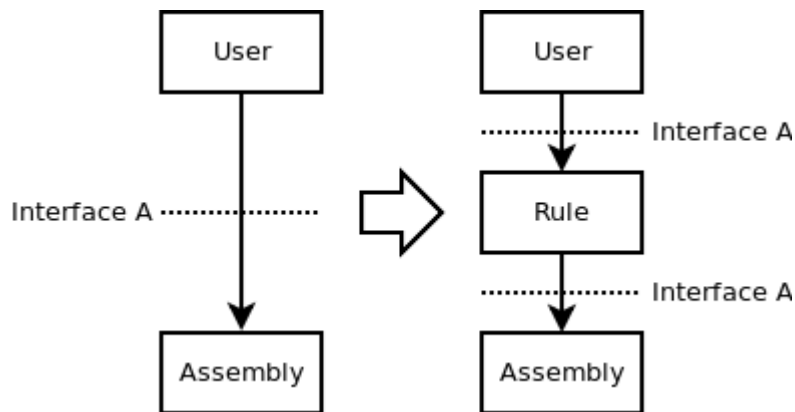 User
Interface A
Assembly
User
Interface A
Rule
Interface A
Assembly